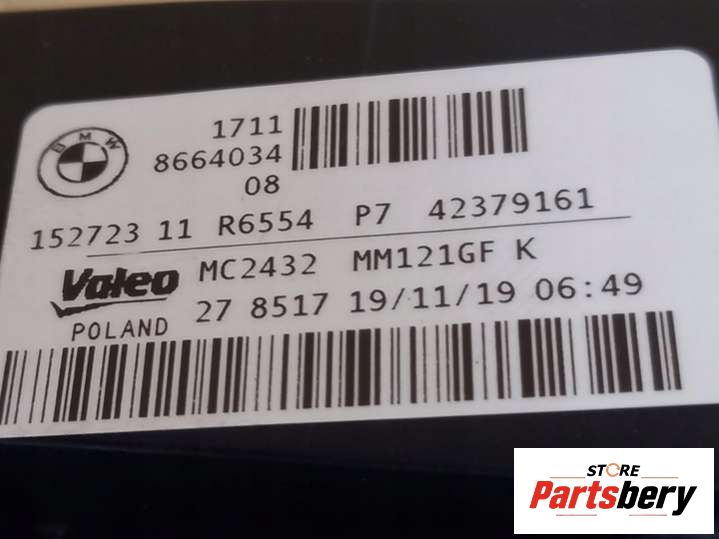 BMW
1711
8664034
08
152723 11 R6554 P7 42379161
Valeo MC2432 MM121GF K
POLAND 27 8517 19/11/19 06:49
STORE
Partsbery